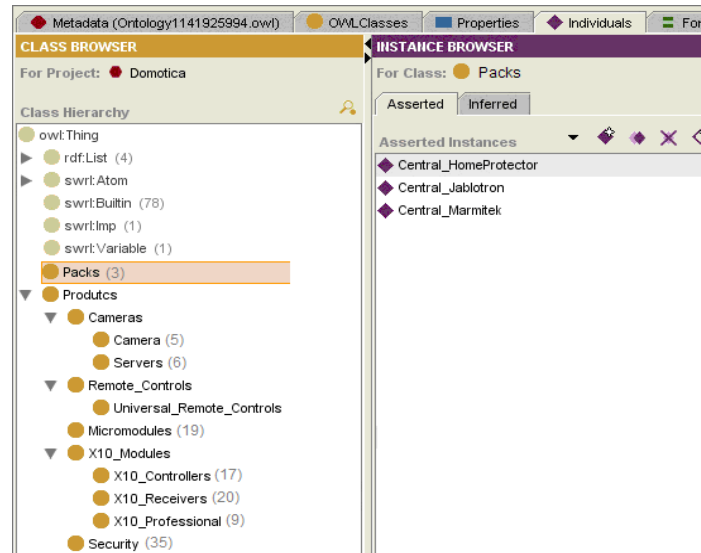 Metadata (Ontology1141925994.owl)
OWLClasses
Properties
Individuals
For
CLASS BROWSER
For Project: Domotica
Class Hierarchy
owl:Thing
rdf:List (4)
swrl:Atom
swrl:Builtin (78)
swrl:Imp (1)
swrl:Variable (1)
Packs (3)
Produtcs
Cameras
Camera (5)
Servers (6)
Remote_Controls
Universal_Remote_Controls
Micromodules (19)
X10_Modules
X10_Controllers (17)
X10_Receivers (20)
X10_Professional (9)
Security (35)
INSTANCE BROWSER
For Class: Packs
Asserted
Inferred
Asserted Instances
Central_HomeProtector
Central_Jablotron
Central_Marmitek